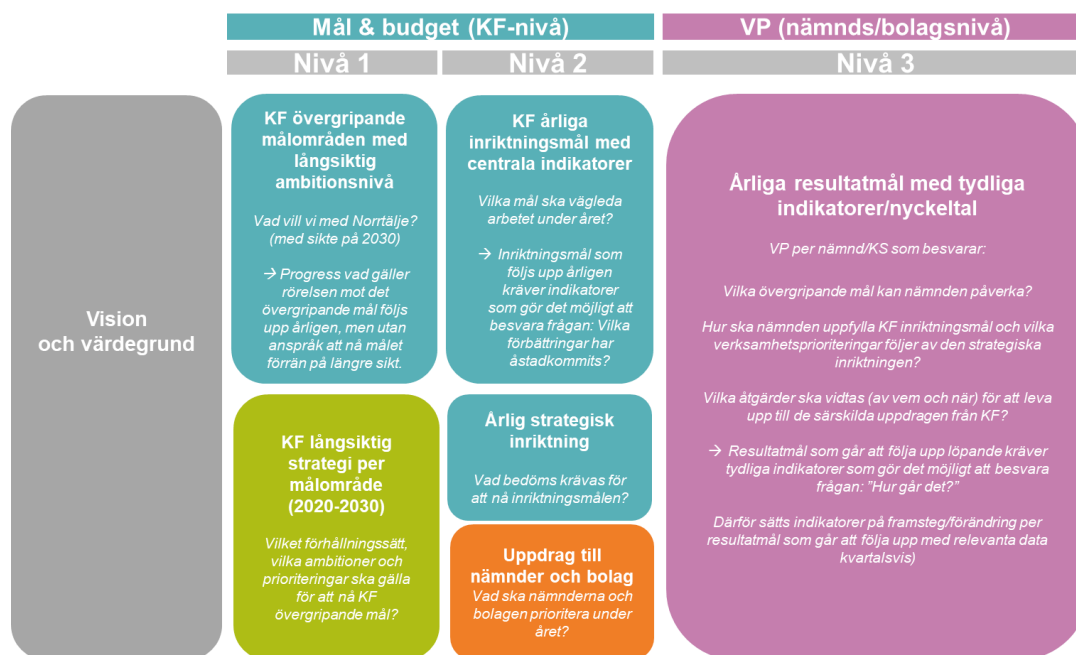 Mål & budget (KF-nivå)
VP (nämnds/bolagsnivå)
Nivå 1
Nivå 2
Nivå 3
Vision
och värdegrund
KF övergripande
målområden med
långsiktig
ambitionsnivå
Vad vill vi med Norrtälje?
(med sikte på 2030)
→ Progress vad gäller
rörelsen mot det
övergripande mål följs
upp årligen, men utan
anspråk att nå målet
förrän på längre sikt.
KF långsiktig
strategi per
målområde
(2020-2030)
Vilket förhållningssätt,
vilka ambitioner och
prioriteringar ska gälla
för att nå KF
övergripande mål?
KF årliga
inriktningsmål med
centrala indikatorer
Vilka mål ska vägleda
arbetet under året?
→ Inriktningsmål som
följs upp årligen
kräver indikatorer
som gör det möjligt att
besvara frågan: Vilka
förbättringar har
åstadkommits?
Årlig strategisk
inriktning
Vad bedöms krävas för
att nå inriktningsmålen?
Uppdrag till
nämnder och bolag
Vad ska nämnderna och
bolagen prioritera under
året?
Årliga resultatmål med tydliga
indikatorer/nyckeltal
VP per nämnd/KS som besvarar:
Vilka övergripande mål kan nämnden påverka?
Hur ska nämnden uppfylla KF inriktningsmål och vilka
verksamhetsprioriteringar följer av den strategiska
inriktningen?
Vilka åtgärder ska vidtas (av vem och när) för att leva
upp till de särskilda uppdragen från KF?
→ Resultatmål som går att följa upp löpande kräver
tydliga indikatorer som gör det möjligt att besvara
frågan: ”Hur går det?”
Därför sätts indikatorer på framsteg/förändring per
resultatmål som går att följa upp med relevanta data
kvartalsvis)